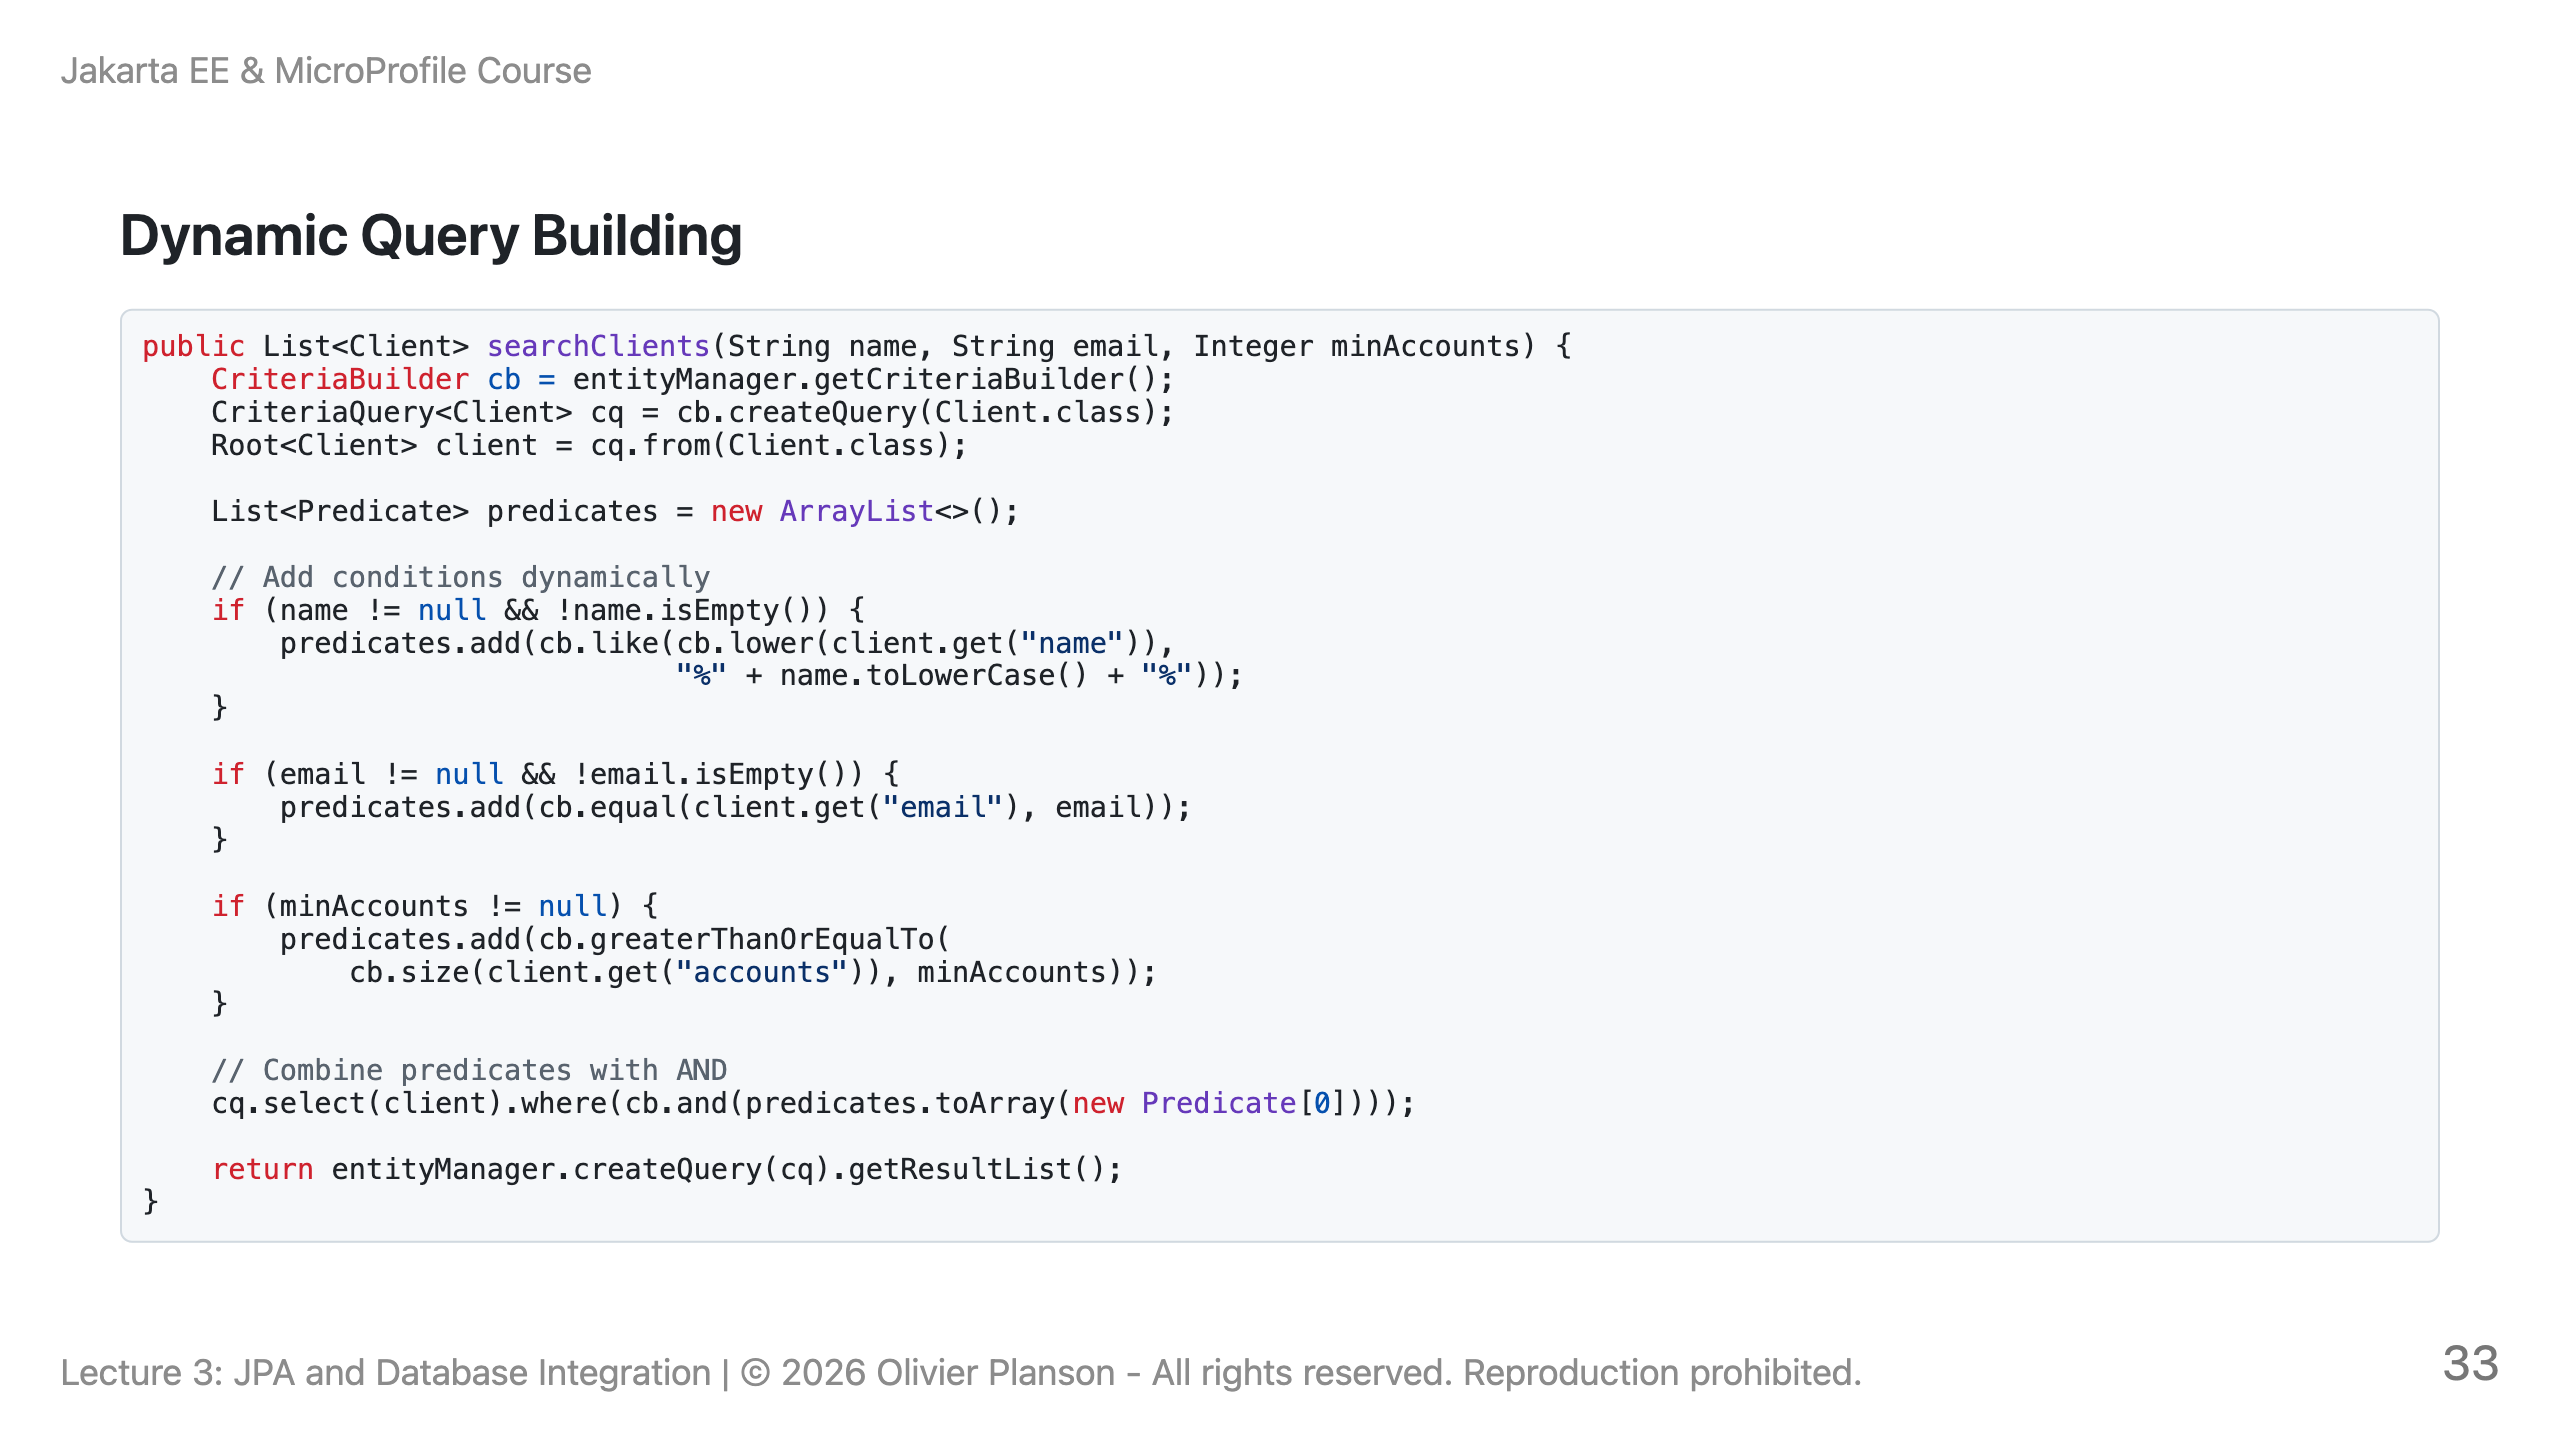 Jakarta EE & MicroProfile Course
Dynamic Query Building
public List<Client> searchClients(String name, String email, Integer minAccounts) {
    CriteriaBuilder cb = entityManager.getCriteriaBuilder();
    CriteriaQuery<Client> cq = cb.createQuery(Client.class);
    Root<Client> client = cq.from(Client.class);

    List<Predicate> predicates = new ArrayList<>();

    // Add conditions dynamically
    if (name != null && !name.isEmpty()) {
        predicates.add(cb.like(cb.lower(client.get("name")),
                               "%" + name.toLowerCase() + "%"));
    }

    if (email != null && !email.isEmpty()) {
        predicates.add(cb.equal(client.get("email"), email));
    }

    if (minAccounts != null) {
        predicates.add(cb.greaterThanOrEqualTo(
            cb.size(client.get("accounts")), minAccounts));
    }

    // Combine predicates with AND
    cq.select(client).where(cb.and(predicates.toArray(new Predicate[0])));

    return entityManager.createQuery(cq).getResultList();
}
Lecture 3: JPA and Database Integration | © 2026 Olivier Planson - All rights reserved. Reproduction prohibited.
33